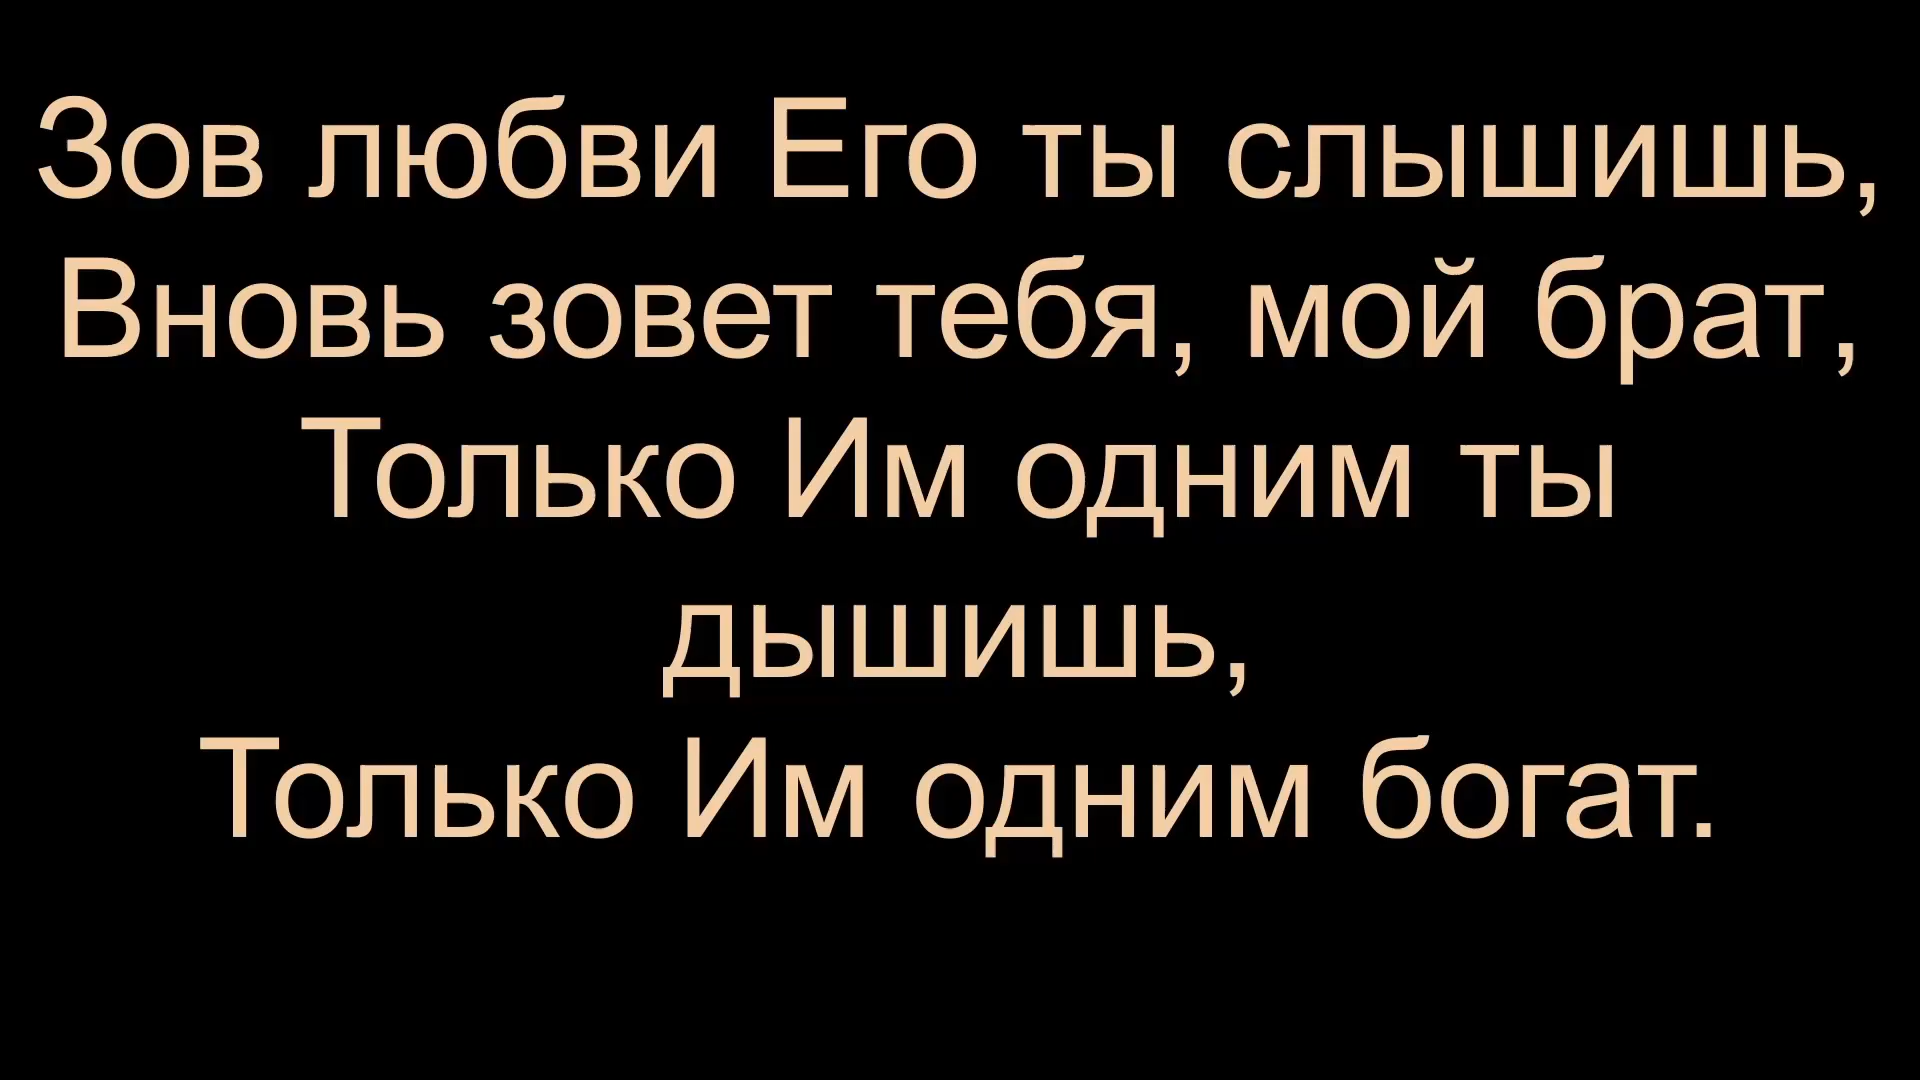 Зов любви Его ты слышишь,
Вновь зовет тебя, мой брат,
Только Им одним ты
дышишь,
Только Им одним богат.